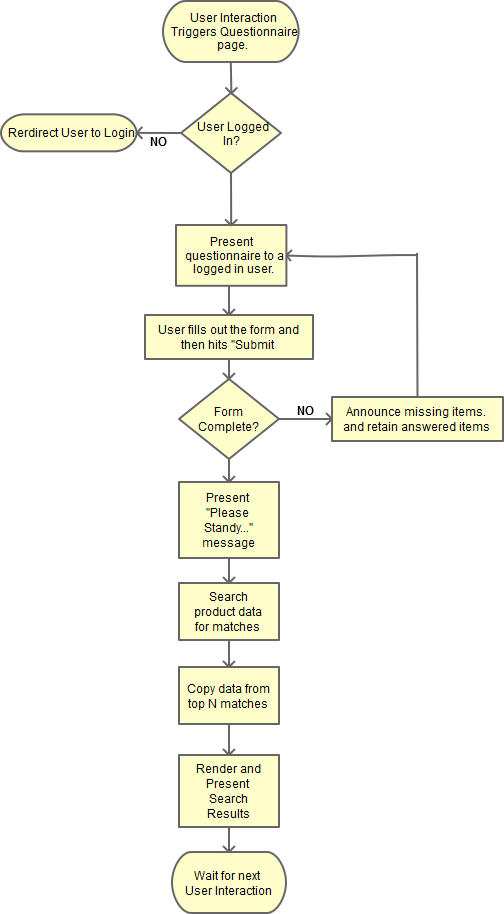 User Interaction
Triggers Questionnaire
page.
User Logged
In?
NO
Rerdirect User to Login
Present
questionnaire to a
logged in user.
User fills out the form and
then hits "Submit
Form
Complete?
NO
Announce missing items.
and retain answered items
Present
"Please
Standy..."
message
Search
product data
for matches
Copy data from
top N matches
Render and
Present
Search
Results
Wait for next
User Interaction